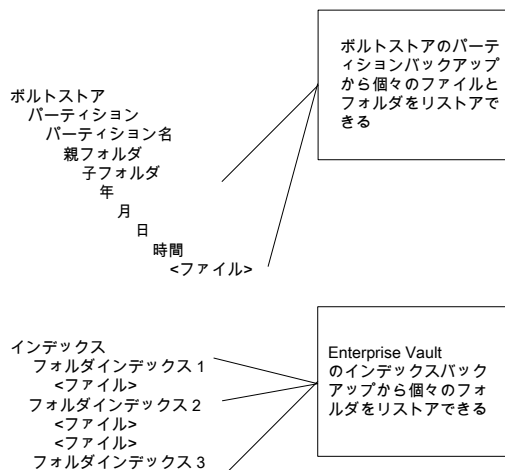 ボルトストアのパーテ
ィションバックアップ
から個々のファイルと
フォルダをリストアで
きる
ボルトストア
パーティション
パーティション名
親フォルダ
子フォルダ
年
月
日
時間
<ファイル>
インデックス
フォルダインデックス 1
<ファイル>
フォルダインデックス 2
<ファイル>
<ファイル>
フォルダインデックス 3
Enterprise Vault
のインデックスバック
アップから個々のフォ
ルダをリストアできる